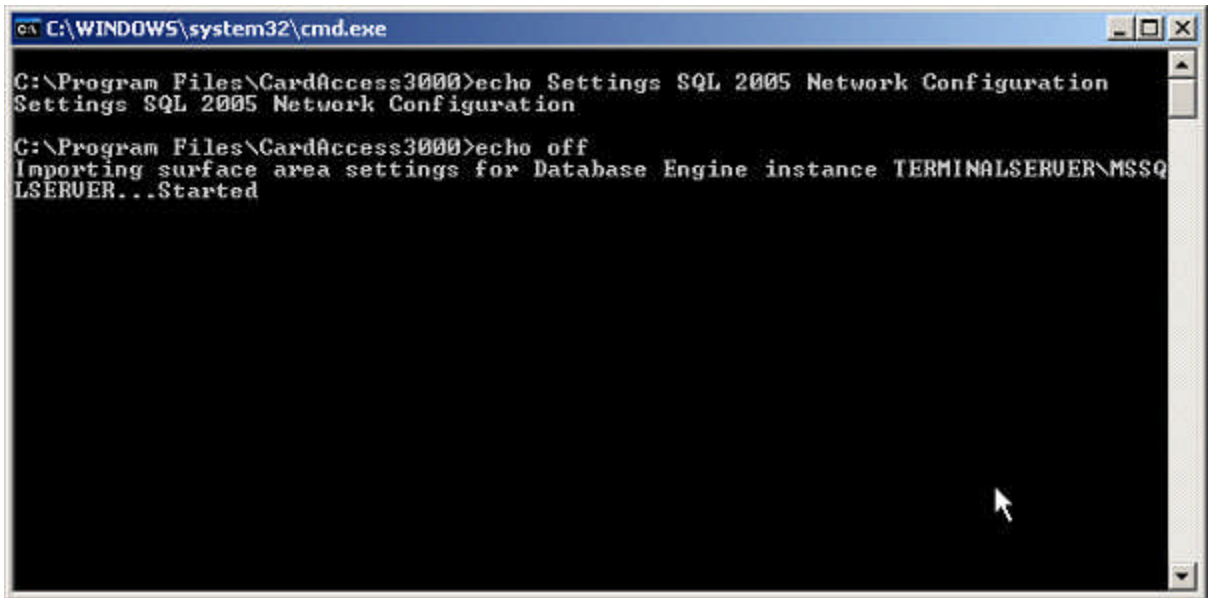 C:\WINDOWS\system32\cmd.exe
C:\Program Files\CardAccess3000>echo Settings SQL 2005 Network Configuration
Settings SQL 2005 Network Configuration
C:\Program Files\CardAccess3000>echo off
Importing surface area settings for Database Engine instance TERMINALSERVER\MSSQ
LSERVER...Started